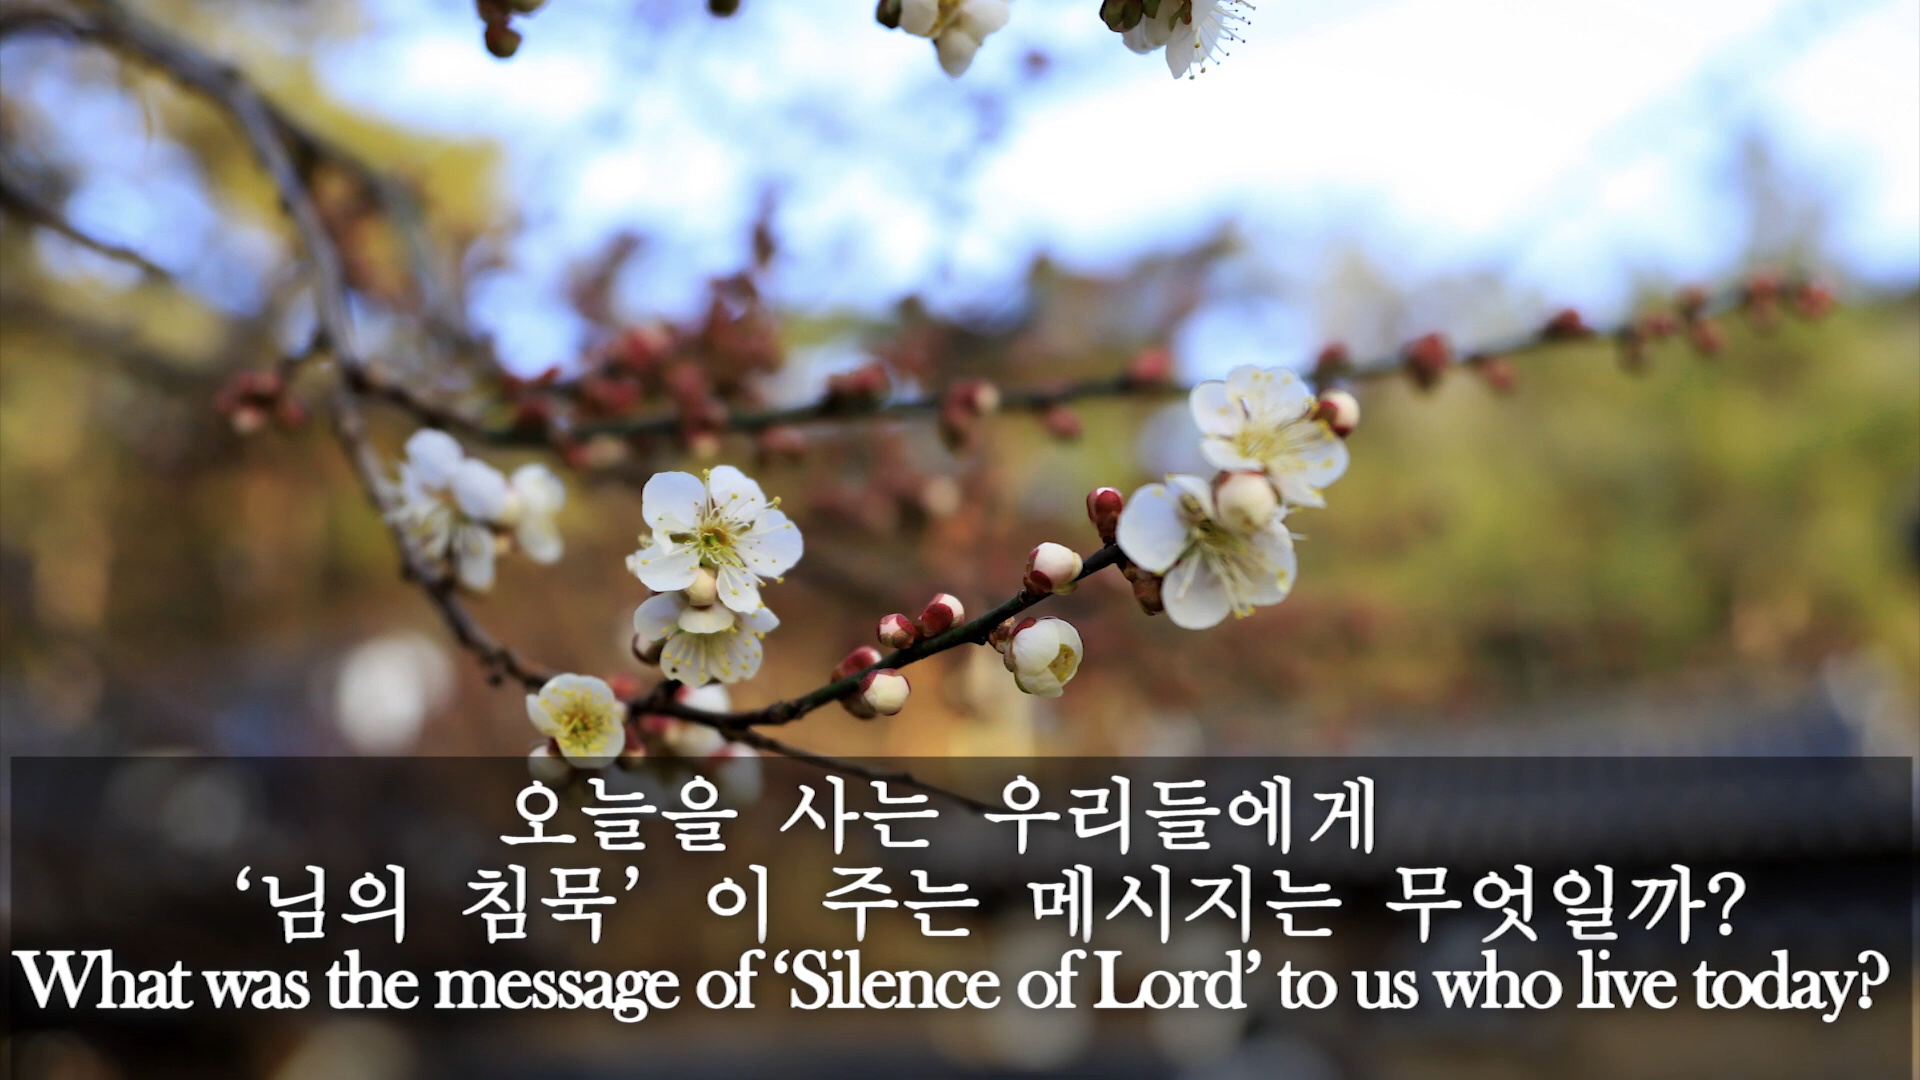 오늘을 사는 우리들에게
‘님의 침묵’ 이 주는 메시지는 무엇일까?
What was the message of ‘Silence of Lord’ to us who live today?